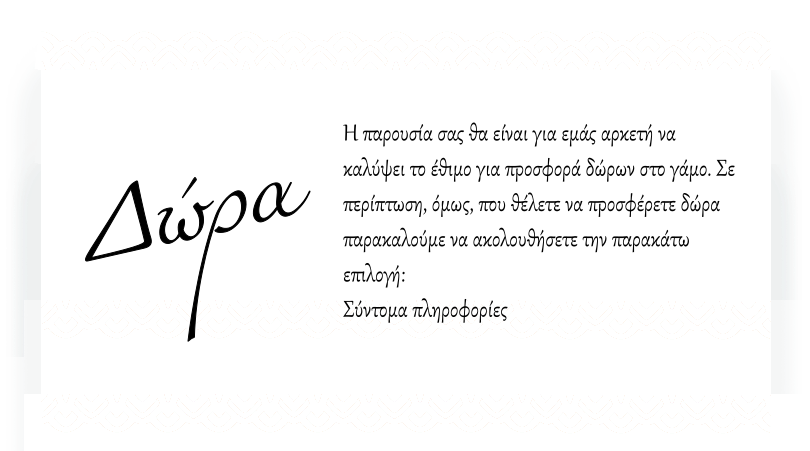 Δώρα
Η παρουσία σας θα είναι για εμάς αρκετή να
καλύψει το έθιμο για προσφορά δώρων στο γάμο. Σε
περίπτωση, όμως, που θέλετε να προσφέρετε δώρα
παρακαλούμε να ακολουθήσετε την παρακάτω
επιλογή:
Σύντομα πληροφορίες